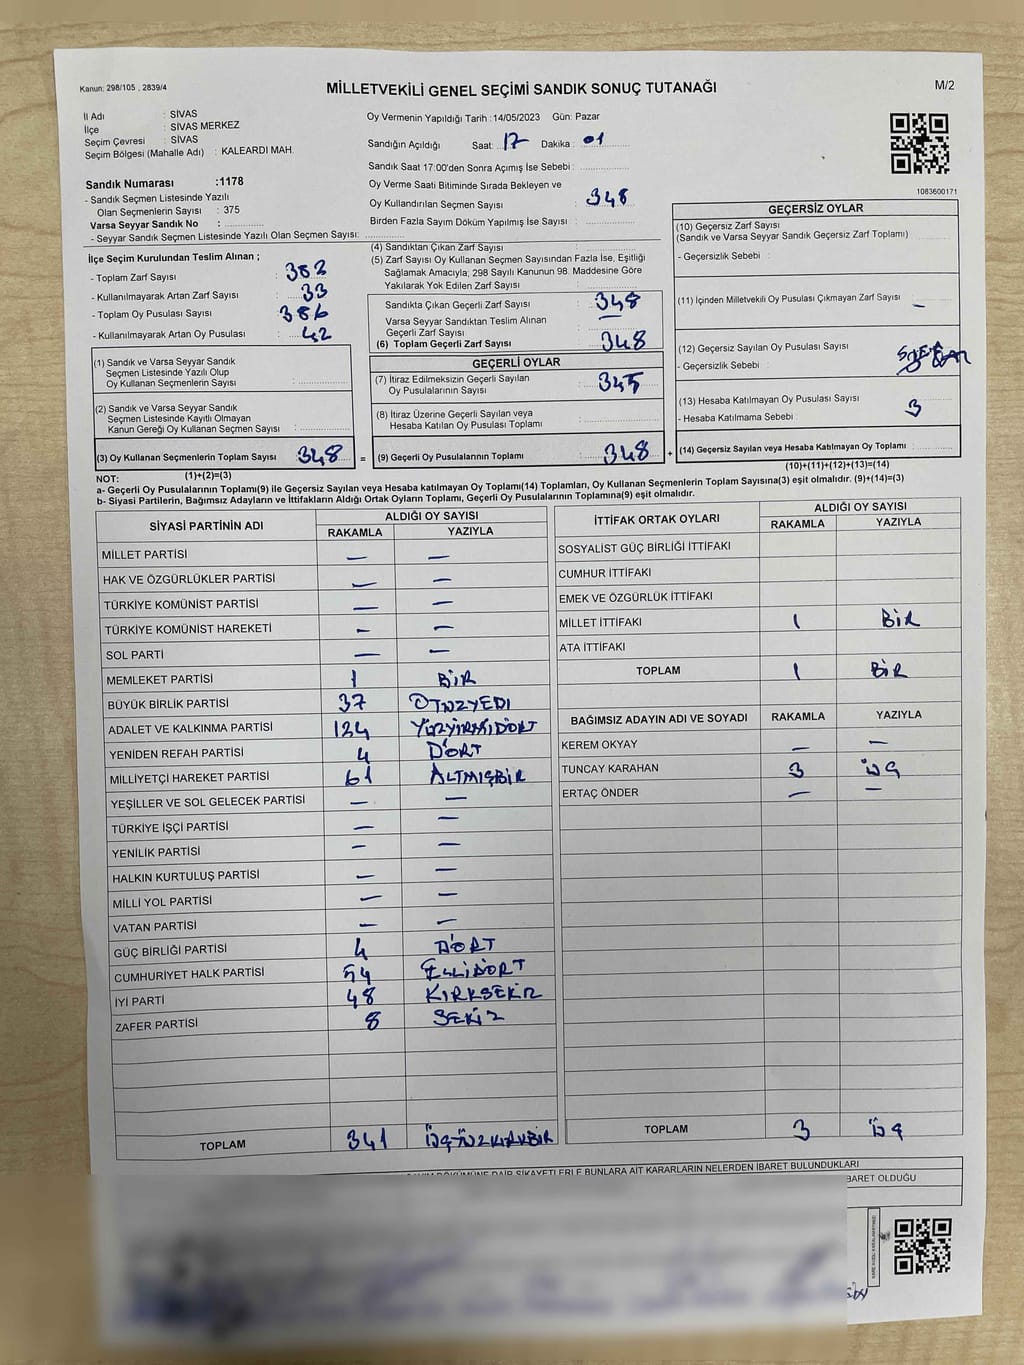 Kanun: 298/105 , 2839/4
MİLLETVEKİLİ GENEL SEÇİMİ SANDIK SONUÇ TUTANAĞI
M/2
İl Adı : SİVAS
İlçe : SİVAS MERKEZ
Seçim Çevresi : SİVAS
Seçim Bölgesi (Mahalle Adı) : KALEARDI MAH.
Oy Vermenin Yapıldığı Tarih :14/05/2023 Gün: Pazar
Sandığın Açıldığı Saat: 17 Dakika : 01
Sandık Saat 17:00'den Sonra Açımış İse Sebebi :
Oy Verme Saati Bitiminde Sırada Bekleyen ve
Oy Kullandırılan Seçmen Sayısı : 348
Birden Fazla Sayım Döküm Yapılmış İse Sayısı :
1083600171
Sandık Numarası :1178
- Sandık Seçmen Listesinde Yazılı
Olan Seçmenlerin Sayısı : 375
Varsa Seyyar Sandık No :
- Seyyar Sandık Seçmen Listesinde Yazılı Olan Seçmen Sayısı:
İlçe Seçim Kurulundan Teslim Alınan ;
- Toplam Zarf Sayısı : 382
- Kullanılmayarak Artan Zarf Sayısı : 33
- Toplam Oy Pusulası Sayısı : 386
- Kullanılmayarak Artan Oy Pusulası : 42
(1) Sandık ve Varsa Seyyar Sandık
Seçmen Listesinde Yazılı Olup
Oy Kullanan Seçmenlerin Sayısı :
(2) Sandık ve Varsa Seyyar Sandık
Seçmen Listesinde Kayıtlı Olmayan
Kanun Gereği Oy Kullanan Seçmen Sayısı :
(3) Oy Kullanan Seçmenlerin Toplam Sayısı 348 =
(1)+(2)=(3)
(4) Sandıktan Çıkan Zarf Sayısı :
(5) Zarf Sayısı Oy Kullanan Seçmen Sayısından Fazla İse, Eşitliği
Sağlamak Amacıyla; 298 Sayılı Kanunun 98. Maddesine Göre
Yakılarak Yok Edilen Zarf Sayısı :
Sandıkta Çıkan Geçerli Zarf Sayısı : 348
Varsa Seyyar Sandıktan Teslim Alınan
Geçerli Zarf Sayısı : —
(6) Toplam Geçerli Zarf Sayısı : 348
GEÇERLİ OYLAR
(7) İtiraz Edilmeksizin Geçerli Sayılan
Oy Pusulalarının Sayısı : 345
(8) İtiraz Üzerine Geçerli Sayılan veya
Hesaba Katılan Oy Pusulası Toplamı :
(9) Geçerli Oy Pusulalarının Toplamı : 348 +
GEÇERSİZ OYLAR
(10) Geçersiz Zarf Sayısı
(Sandık ve Varsa Seyyar Sandık Geçersiz Zarf Toplamı)
- Geçersizlik Sebebi :
(11) İçinden Milletvekili Oy Pusulası Çıkmayan Zarf Sayısı : —
(12) Geçersiz Sayılan Oy Pusulası Sayısı
- Geçersizlik Sebebi :
(13) Hesaba Katılmayan Oy Pusulası Sayısı
- Hesaba Katılmama Sebebi : 3
(14) Geçersiz Sayılan veya Hesaba Katılmayan Oy Toplamı :
(10)+(11)+(12)+(13)=(14)
NOT:
a- Geçerli Oy Pusulalarının Toplamı(9) ile Geçersiz Sayılan veya Hesaba katılmayan Oy Toplamı(14) Toplamları, Oy Kullanan Seçmenlerin Toplam Sayısına(3) eşit olmalıdır. (9)+(14)=(3)
b- Siyasi Partilerin, Bağımsız Adayların ve İttifakların Aldığı Ortak Oyların Toplamı, Geçerli Oy Pusulalarının Toplamına(9) eşit olmalıdır.
SİYASİ PARTİNİN ADI ALDIĞI OY SAYISI
RAKAMLA YAZIYLA
MİLLET PARTİSİ — —
HAK VE ÖZGÜRLÜKLER PARTİSİ — —
TÜRKİYE KOMÜNİST PARTİSİ — —
TÜRKİYE KOMÜNİST HAREKETİ — —
SOL PARTİ — —
MEMLEKET PARTİSİ 1 BİR
BÜYÜK BİRLİK PARTİSİ 37 OTUZYEDİ
ADALET VE KALKINMA PARTİSİ 124 YÜZYİRMİDÖRT
YENİDEN REFAH PARTİSİ 4 DÖRT
MİLLİYETÇİ HAREKET PARTİSİ 61 ALTMIŞBİR
YEŞİLLER VE SOL GELECEK PARTİSİ — —
TÜRKİYE İŞÇİ PARTİSİ — —
YENİLİK PARTİSİ — —
HALKIN KURTULUŞ PARTİSİ — —
MİLLİ YOL PARTİSİ — —
VATAN PARTİSİ — —
GÜÇ BİRLİĞİ PARTİSİ 4 DÖRT
CUMHURİYET HALK PARTİSİ 54 ELLİDÖRT
İYİ PARTİ 48 KIRKSEKİZ
ZAFER PARTİSİ 8 SEKİZ
TOPLAM 341 ÜÇYÜZKIRKBİR
İTTİFAK ORTAK OYLARI ALDIĞI OY SAYISI
RAKAMLA YAZIYLA
SOSYALİST GÜÇ BİRLİĞİ İTTİFAKI
CUMHUR İTTİFAKI
EMEK VE ÖZGÜRLÜK İTTİFAKI
MİLLET İTTİFAKI 1 BİR
ATA İTTİFAKI
TOPLAM 1 BİR
BAĞIMSIZ ADAYIN ADI VE SOYADI RAKAMLA YAZIYLA
KEREM OKYAY — —
TUNCAY KARAHAN 3 ÜÇ
ERTAÇ ÖNDER — —
TOPLAM 3 ÜÇ
DÖKÜMÜNE DAİR ŞİKAYETLERLE BUNLARA AİT KARARLARIN NELERDEN İBARET BULUNDUKLARI
BARET OLDUĞU